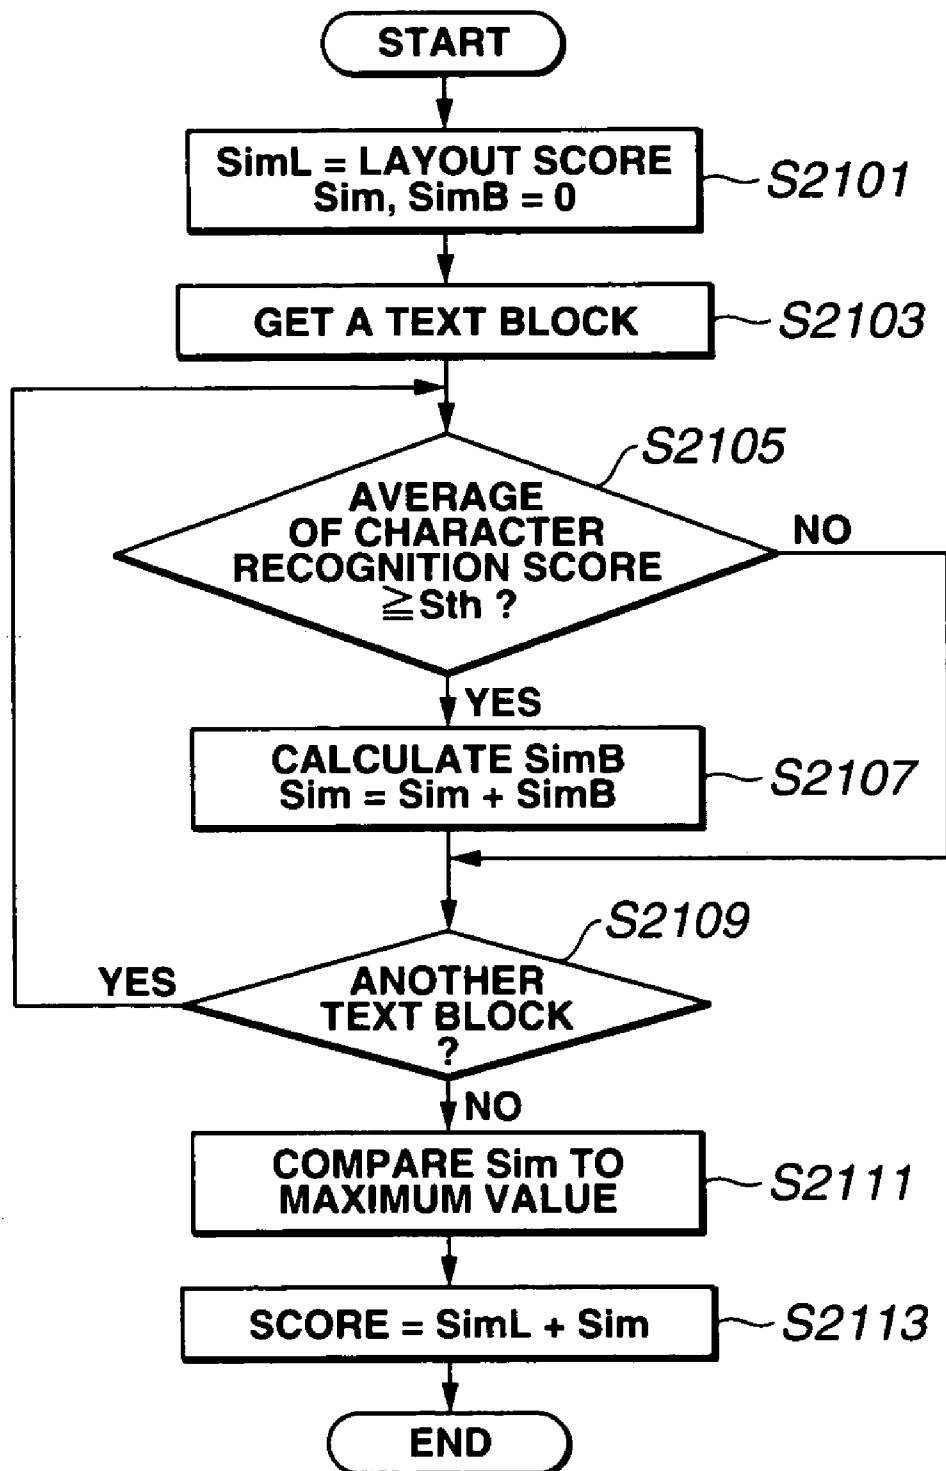 START
SimL = LAYOUT SCORE
Sim, SimB = 0
S2101
GET A TEXT BLOCK
S2103
S2105
AVERAGE
OF CHARACTER
RECOGNITION SCORE
≧Sth ?
NO
YES
CALCULATE SimB
Sim = Sim + SimB
S2107
S2109
YES
ANOTHER
TEXT BLOCK
?
NO
COMPARE Sim TO
MAXIMUM VALUE
S2111
SCORE = SimL + Sim
S2113
END